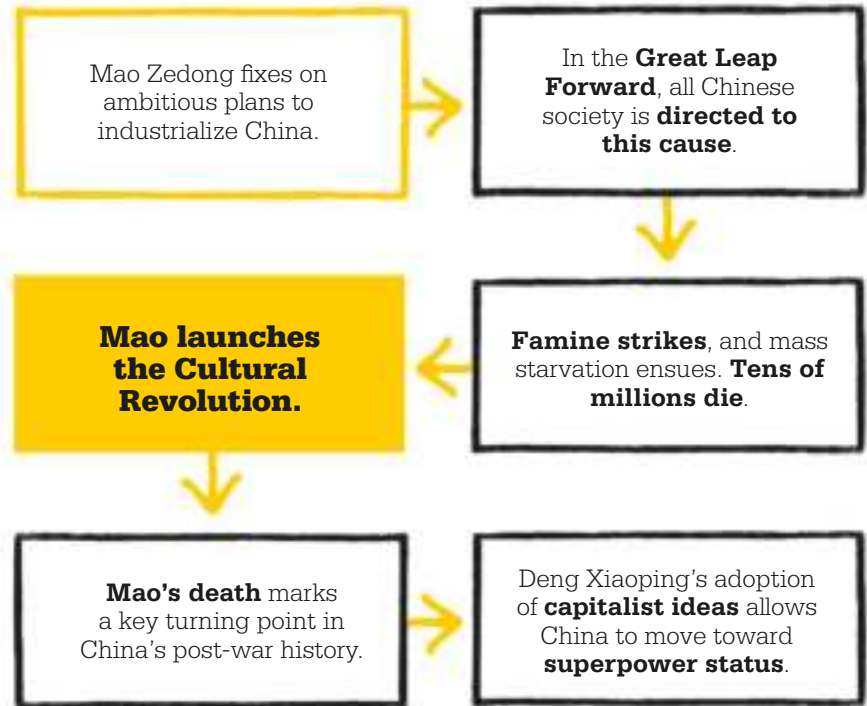 Mao Zedong fixes on
ambitious plans to
industrialize China.
In the Great Leap
Forward, all Chinese
society is directed to
this cause.
Famine strikes, and mass
starvation ensues. Tens of
millions die.
Mao launches
the Cultural
Revolution.
Mao’s death marks
a key turning point in
China’s post-war history.
Deng Xiaoping’s adoption
of capitalist ideas allows
China to move toward
superpower status.